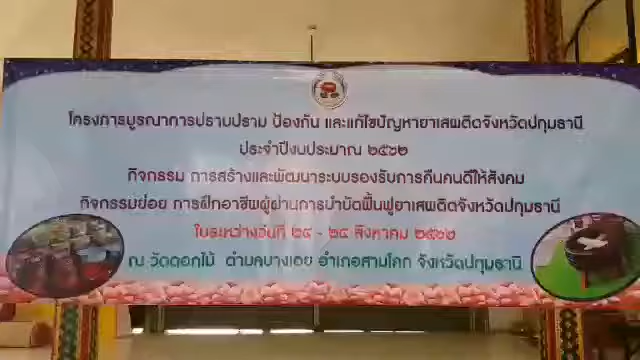 โครงการบูรณาการปราบปราม ป้องกัน และแก้ไขปัญหายาเสพติดจังหวัดปทุมธานี
ประจำปีงบประมาณ ๒๕๖๒
กิจกรรม การสร้างและพัฒนาระบบรองรับการคืนคนดีให้สังคม
กิจกรรมย่อย การฝึกอาชีพผู้ผ่านการบำบัดฟื้นฟูยาเสพติดจังหวัดปทุมธานี
ในระหว่างวันที่ ๒๔ - ๒๕ สิงหาคม ๒๕๖๒
ณ วัดดอกไม้ ตำบลบางเตย อำเภอสามโคก จังหวัดปทุมธานี